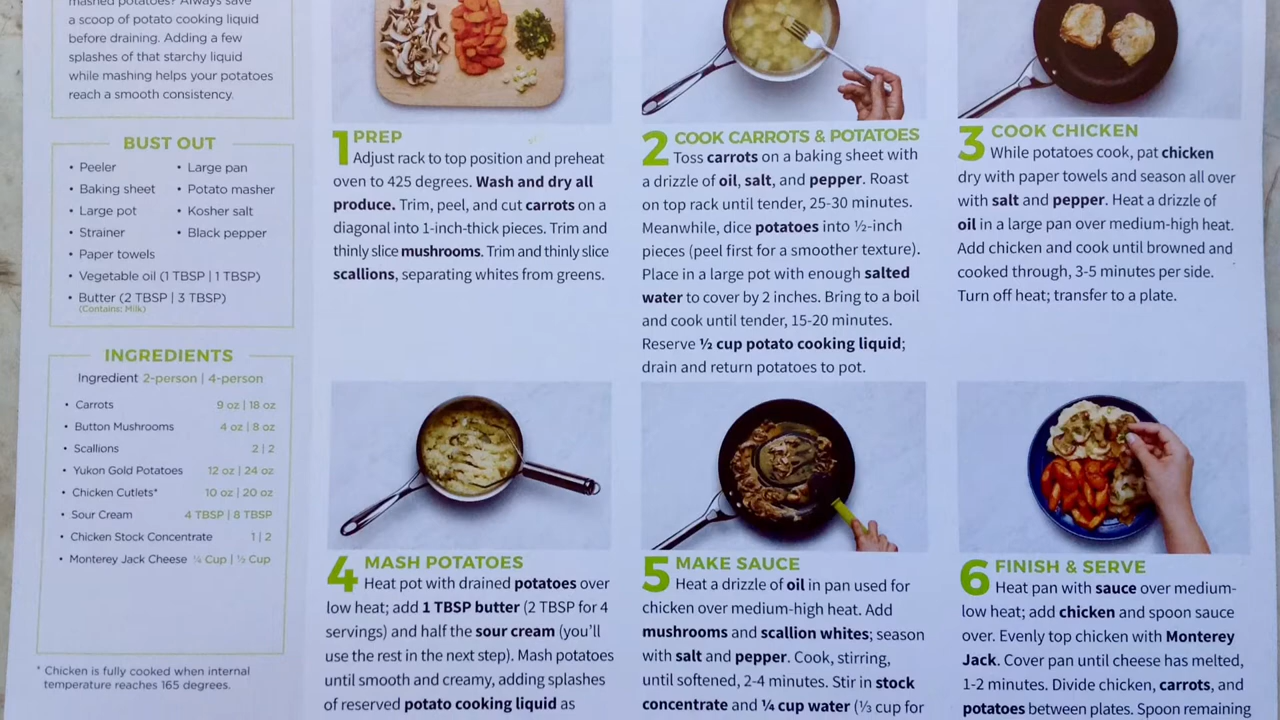 mashed potatoes? Always save
a scoop of potato cooking liquid
before draining. Adding a few
splashes of that starchy liquid
while mashing helps your potatoes
reach a smooth consistency.
BUST OUT
• Peeler
• Baking sheet
• Large pot
• Strainer
• Paper towels
• Large pan
• Potato masher
• Kosher salt
• Black pepper
• Vegetable oil (1 TBSP | 1 TBSP)
• Butter (2 TBSP | 3 TBSP)
(Contains: Milk)
INGREDIENTS
Ingredient 2-person | 4-person
• Carrots 9 oz | 18 oz
• Button Mushrooms 4 oz | 8 oz
• Scallions 2 | 2
• Yukon Gold Potatoes 12 oz | 24 oz
• Chicken Cutlets* 10 oz | 20 oz
• Sour Cream 4 TBSP | 8 TBSP
• Chicken Stock Concentrate 1 | 2
• Monterey Jack Cheese ¼ Cup | ½ Cup
* Chicken is fully cooked when internal
temperature reaches 165 degrees.
1 PREP
Adjust rack to top position and preheat
oven to 425 degrees. Wash and dry all
produce. Trim, peel, and cut carrots on a
diagonal into 1-inch-thick pieces. Trim and
thinly slice mushrooms. Trim and thinly slice
scallions, separating whites from greens.
2 COOK CARROTS & POTATOES
Toss carrots on a baking sheet with
a drizzle of oil, salt, and pepper. Roast
on top rack until tender, 25-30 minutes.
Meanwhile, dice potatoes into ½-inch
pieces (peel first for a smoother texture).
Place in a large pot with enough salted
water to cover by 2 inches. Bring to a boil
and cook until tender, 15-20 minutes.
Reserve ½ cup potato cooking liquid;
drain and return potatoes to pot.
3 COOK CHICKEN
While potatoes cook, pat chicken
dry with paper towels and season all over
with salt and pepper. Heat a drizzle of
oil in a large pan over medium-high heat.
Add chicken and cook until browned and
cooked through, 3-5 minutes per side.
Turn off heat; transfer to a plate.
4 MASH POTATOES
Heat pot with drained potatoes over
low heat; add 1 TBSP butter (2 TBSP for 4
servings) and half the sour cream (you'll
use the rest in the next step). Mash potatoes
until smooth and creamy, adding splashes
of reserved potato cooking liquid as
5 MAKE SAUCE
Heat a drizzle of oil in pan used for
chicken over medium-high heat. Add
mushrooms and scallion whites; season
with salt and pepper. Cook, stirring,
until softened, 2-4 minutes. Stir in stock
concentrate and ¼ cup water (⅓ cup for
6 FINISH & SERVE
Heat pan with sauce over medium-
low heat; add chicken and spoon sauce
over. Evenly top chicken with Monterey
Jack. Cover pan until cheese has melted,
1-2 minutes. Divide chicken, carrots, and
potatoes between plates. Spoon remaining